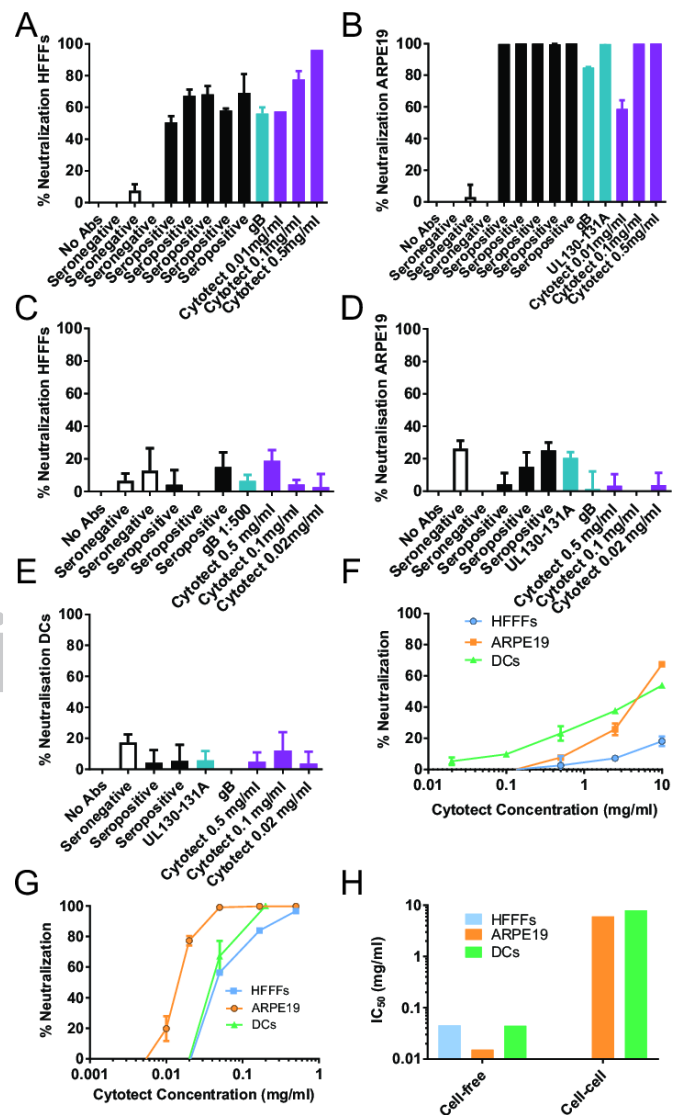 A
% Neutralization HFFFs
100
80
60
40
20
0
No Abs
Seronegative
Seronegative
Seronegative
Seropositive
Seropositive
Seropositive
Seropositive
Seropositive
gB
Cytotect 0.01mg/ml
Cytotect 0.1mg/ml
Cytotect 0.5mg/ml
B
% Neutralization ARPE19
100
80
60
40
20
0
No Abs
Seronegative
Seronegative
Seronegative
Seropositive
Seropositive
Seropositive
Seropositive
Seropositive
gB
UL130-131A
Cytotect 0.01mg/ml
Cytotect 0.1mg/ml
Cytotect 0.5mg/ml
C
% Neutralization HFFFs
100
80
60
40
20
0
No Abs
Seronegative
Seronegative
Seropositive
Seropositive
Seropositive
gB 1:500
Cytotect 0.5 mg/ml
Cytotect 0.1mg/ml
Cytotect 0.02mg/ml
D
% Neutralisation ARPE19
100
80
60
40
20
0
No Abs
Seronegative
Seronegative
Seropositive
Seropositive
Seropositive
UL130-131A
gB
Cytotect 0.5 mg/ml
Cytotect 0.1 mg/ml
Cytotect 0.02 mg/ml
E
% Neutralisation DCs
100
80
60
40
20
0
No Abs
Seronegative
Seropositive
Seropositive
UL130-131A
gB
Cytotect 0.5 mg/ml
Cytotect 0.1 mg/ml
Cytotect 0.02 mg/ml
F
% Neutralization
100
80
60
40
20
0
HFFFs
ARPE19
DCs
0.01
0.1
1
10
Cytotect Concentration (mg/ml)
G
% Neutralization
100
80
60
40
20
0
HFFFs
ARPE19
DCs
0.001
0.01
0.1
1
Cytotect Concentration (mg/ml)
H
IC50 (mg/ml)
10
1
0.1
0.01
HFFFs
ARPE19
DCs
Cell-free
Cell-cell